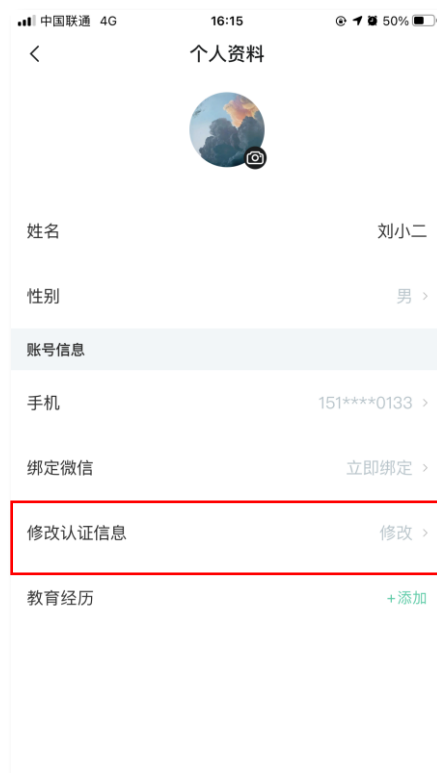 中国联通 4G 16:15 50%
个人资料
姓名 刘小二
性别 男
账号信息
手机 151****0133
绑定微信 立即绑定
修改认证信息 修改
教育经历 +添加